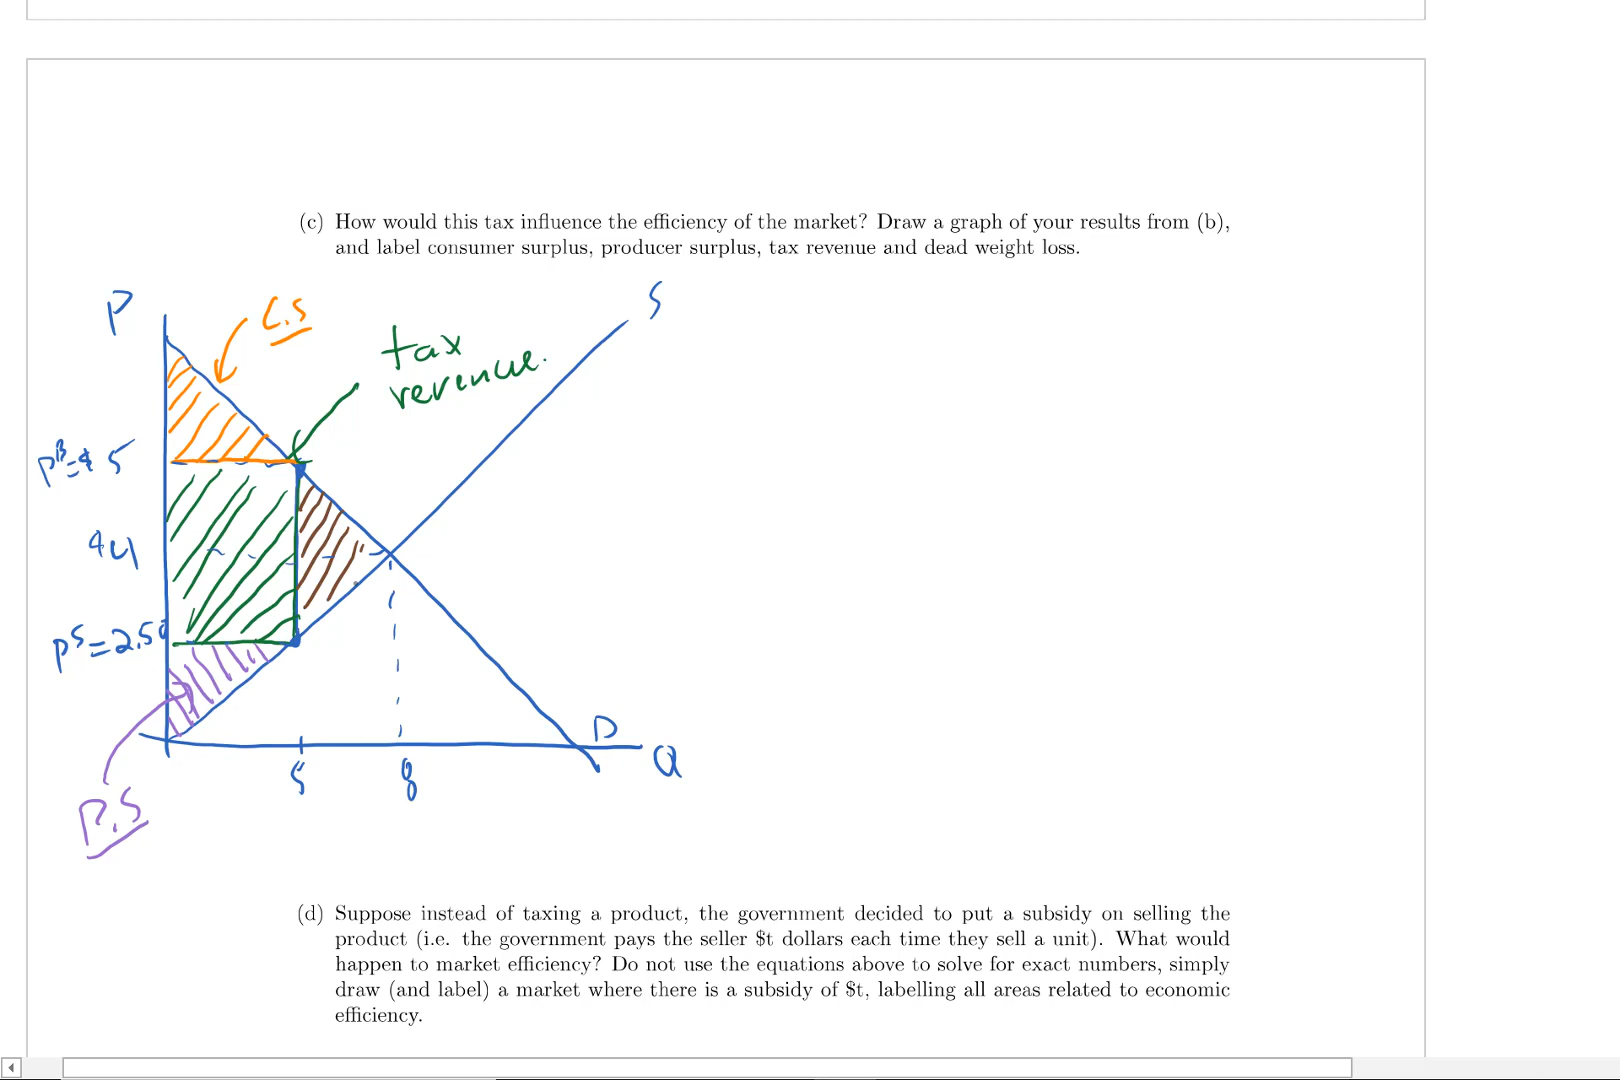 (c) How would this tax influence the efficiency of the market? Draw a graph of your results from (b),
and label consumer surplus, producer surplus, tax revenue and dead weight loss.
P
C.S
S
tax
revenue.
P^B=$ 5
$4
P^S=2.50
D
Q
5
8
P.S
(d) Suppose instead of taxing a product, the government decided to put a subsidy on selling the
product (i.e. the government pays the seller $t dollars each time they sell a unit). What would
happen to market efficiency? Do not use the equations above to solve for exact numbers, simply
draw (and label) a market where there is a subsidy of $t, labelling all areas related to economic
efficiency.